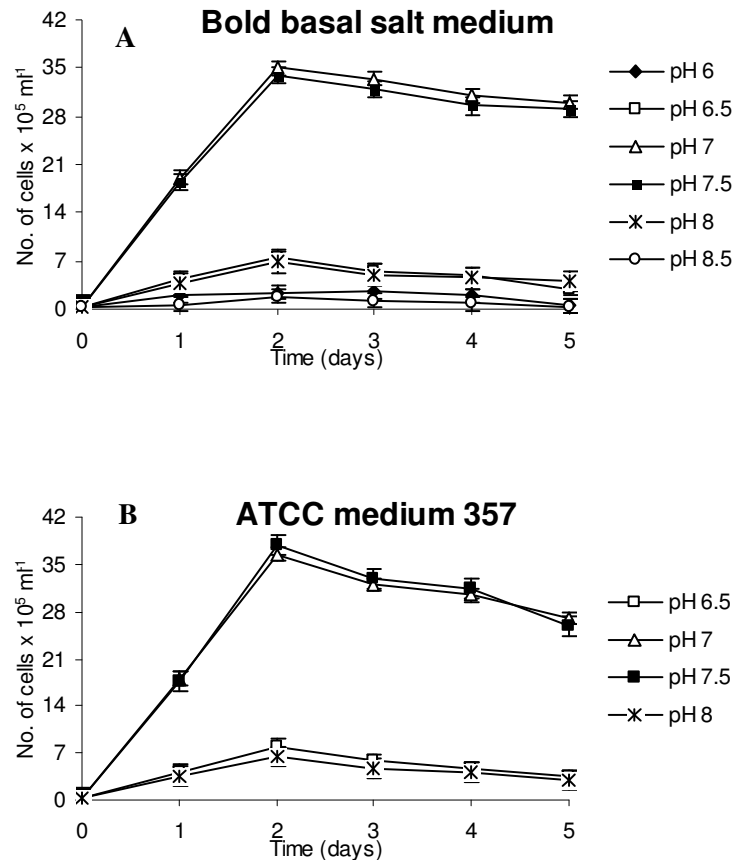 A
Bold basal salt medium
No. of cells x 10⁵ ml⁻¹
42
35
28
21
14
7
0
0 1 2 3 4 5
Time (days)
pH 6
pH 6.5
pH 7
pH 7.5
pH 8
pH 8.5
B
ATCC medium 357
No. of cells x 10⁵ ml⁻¹
42
35
28
21
14
7
0
0 1 2 3 4 5
Time (days)
pH 6.5
pH 7
pH 7.5
pH 8